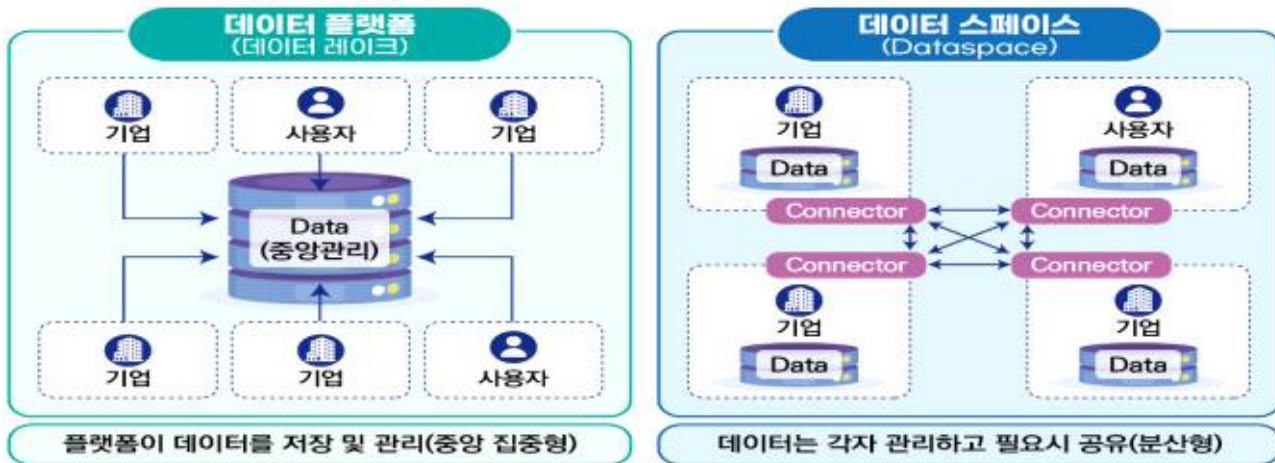 데이터 플랫폼
(데이터 레이크)
기업
사용자
기업
Data
(중앙관리)
기업
기업
사용자
플랫폼이 데이터를 저장 및 관리(중앙 집중형)
데이터 스페이스
(Dataspace)
기업
Data
사용자
Data
Connector
Connector
Connector
Connector
기업
Data
기업
Data
데이터는 각자 관리하고 필요시 공유(분산형)